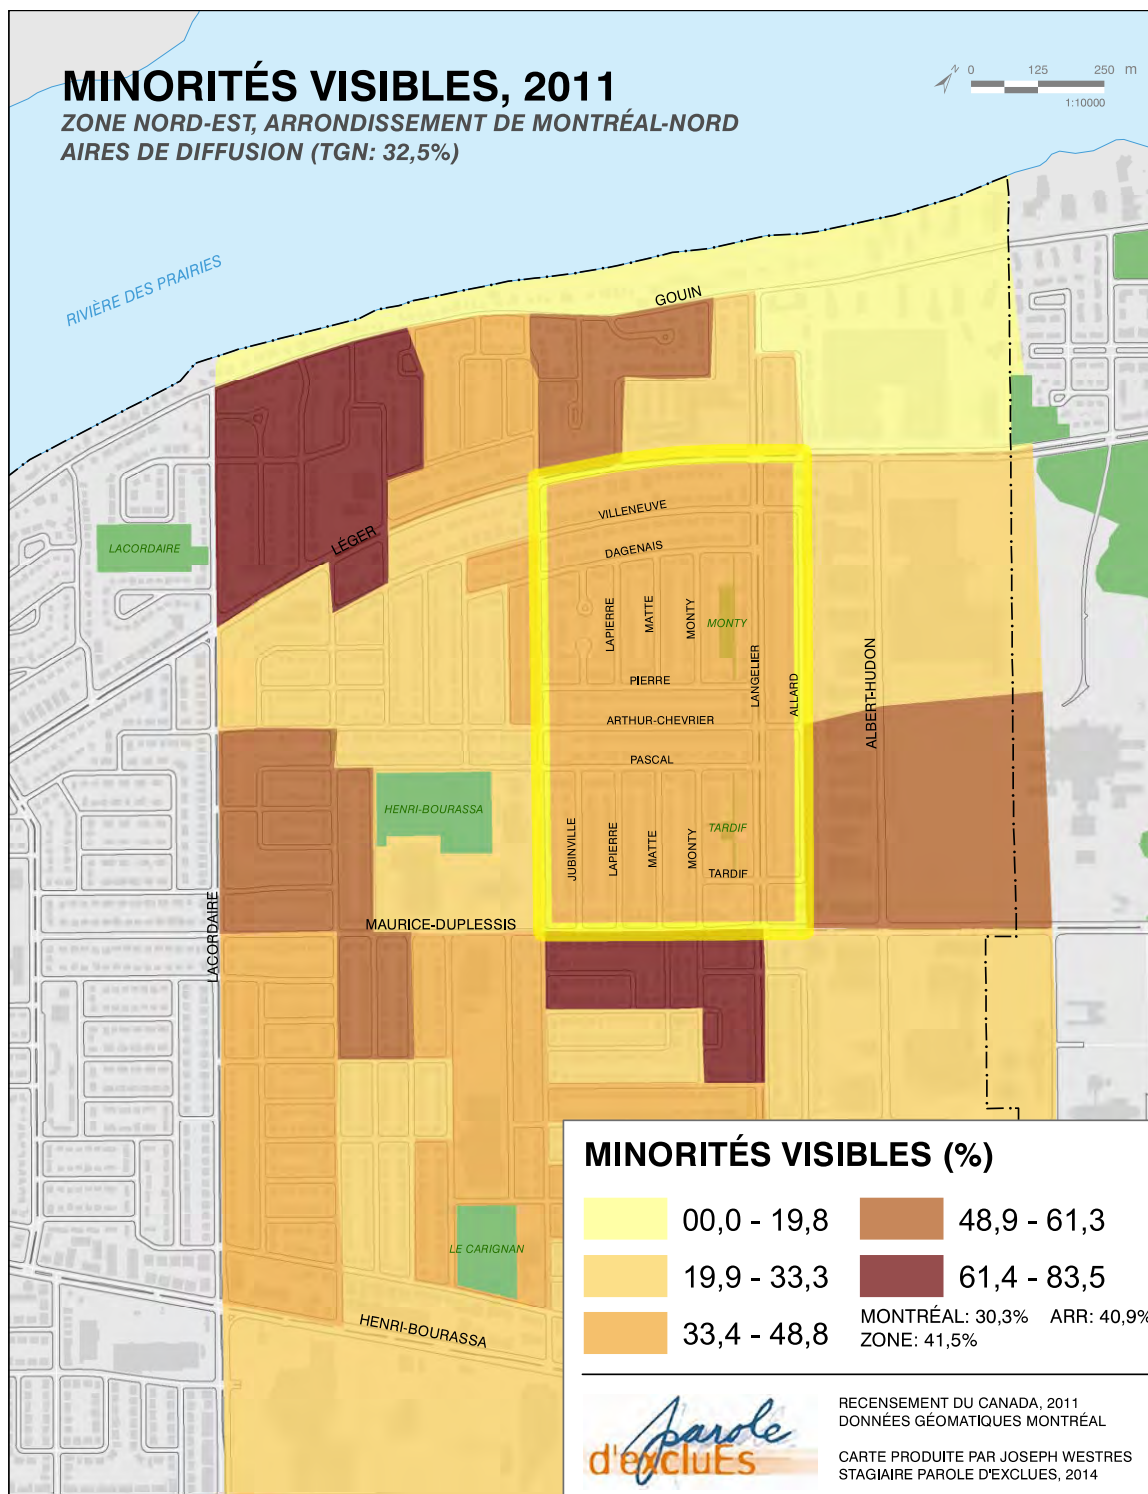 MINORITÉS VISIBLES, 2011
ZONE NORD-EST, ARRONDISSEMENT DE MONTRÉAL-NORD
AIRES DE DIFFUSION (TGN: 32,5%)
N 0 125 250 m
1:10000
RIVIÈRE DES PRAIRIES
GOUIN
VILLENEUVE
LÉGER
LACORDAIRE
DAGENAIS
LAPIERRE
MATTE
MONTY
MONTY
LANGELIER
ALLARD
ALBERT-HUDON
PIERRE
ARTHUR-CHEVRIER
PASCAL
HENRI-BOURASSA
JUBINVILLE
LAPIERRE
MATTE
MONTY
TARDIF
TARDIF
LACORDAIRE
MAURICE-DUPLESSIS
LE CARIGNAN
HENRI-BOURASSA
MINORITÉS VISIBLES (%)
00,0 - 19,8
19,9 - 33,3
33,4 - 48,8
48,9 - 61,3
61,4 - 83,5
MONTRÉAL: 30,3% ARR: 40,9%
ZONE: 41,5%
parole
d'excluEs
RECENSEMENT DU CANADA, 2011
DONNÉES GÉOMATIQUES MONTRÉAL
CARTE PRODUITE PAR JOSEPH WESTRES
STAGIAIRE PAROLE D'EXCLUES, 2014